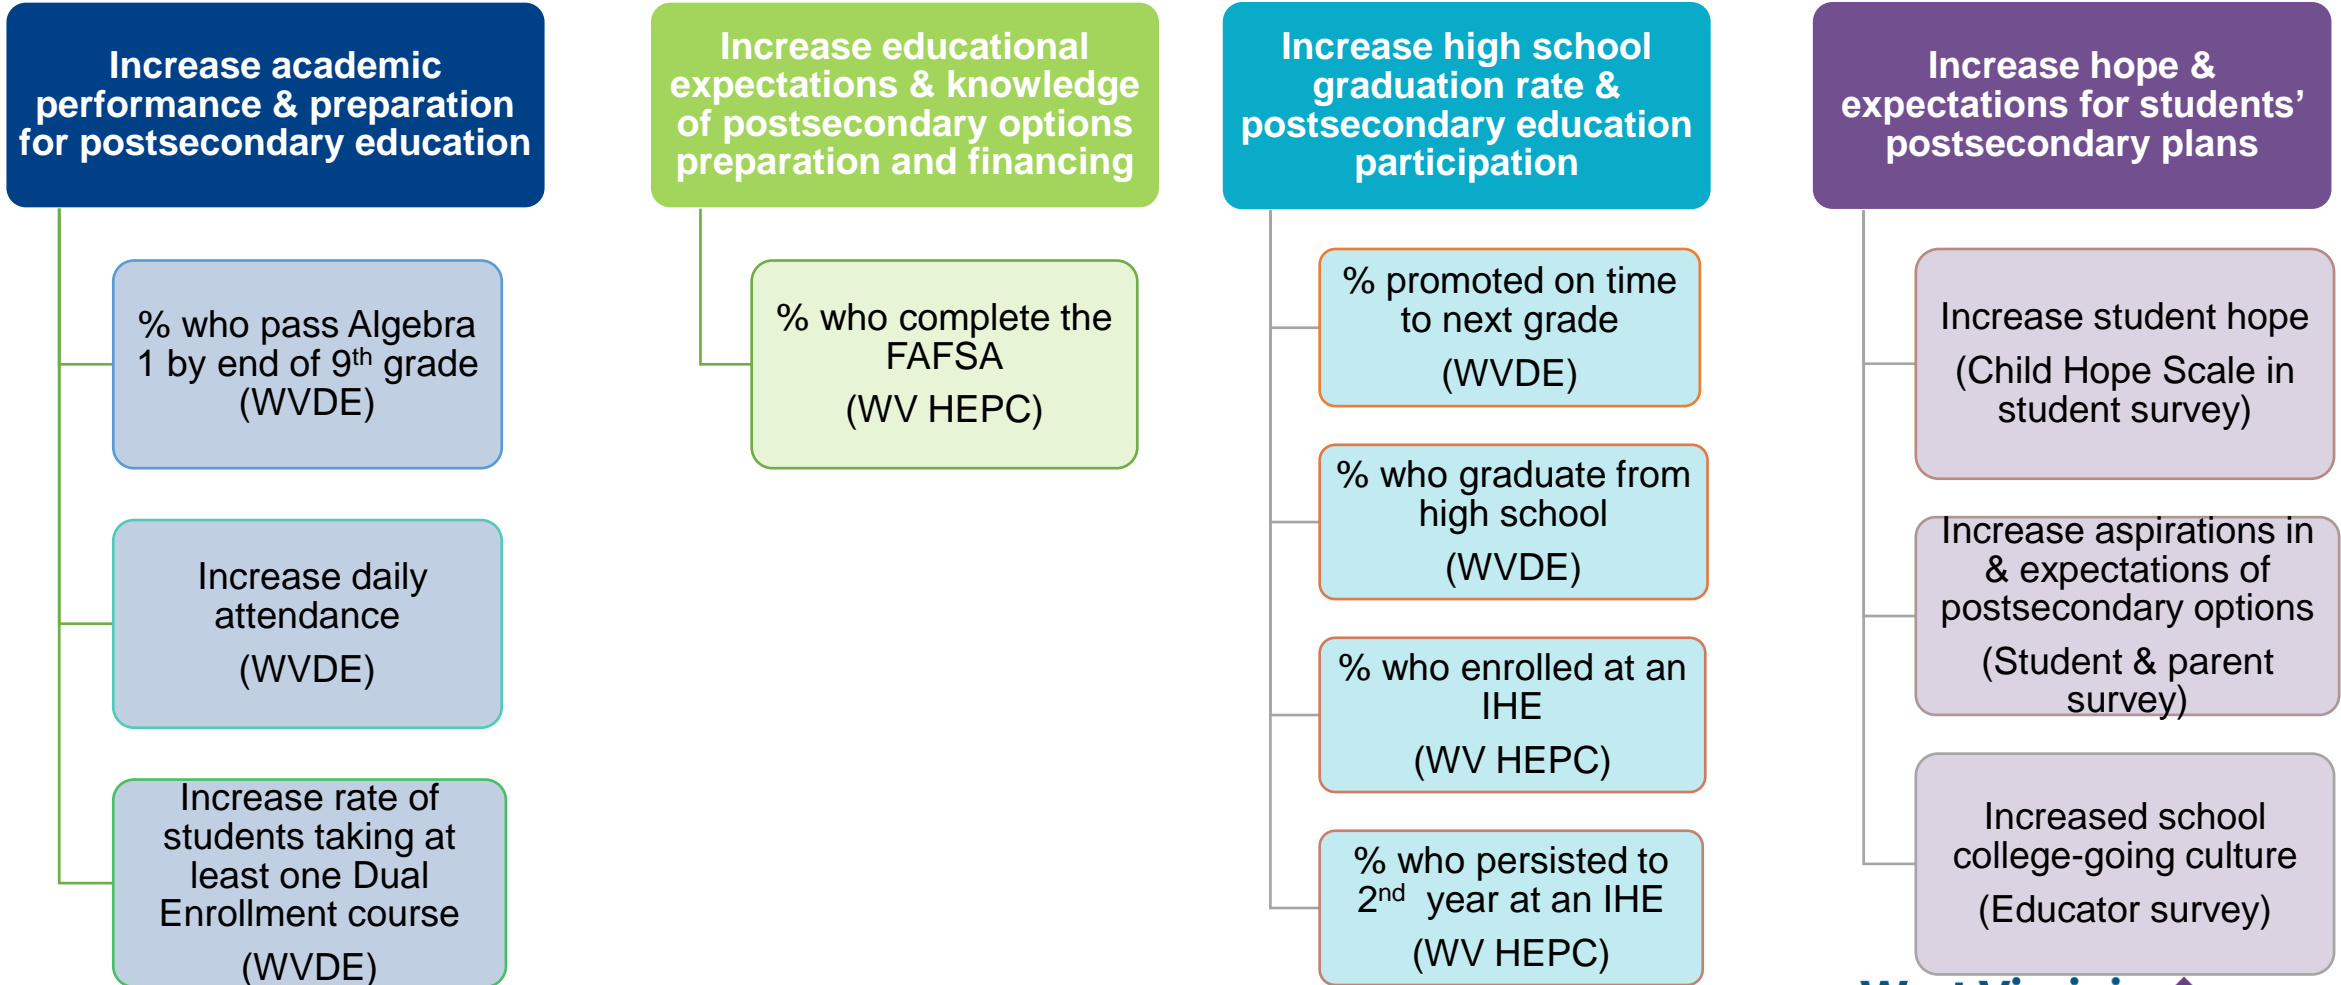 Increase academic
performance & preparation
for postsecondary education
% who pass Algebra
1 by end of 9th grade
(WVDE)
Increase daily
attendance
(WVDE)
Increase rate of
students taking at
least one Dual
Enrollment course
(WVDE)
Increase educational
expectations & knowledge
of postsecondary options
preparation and financing
% who complete the
FAFSA
(WV HEPC)
Increase high school
graduation rate &
postsecondary education
participation
% promoted on time
to next grade
(WVDE)
% who graduate from
high school
(WVDE)
% who enrolled at an
IHE
(WV HEPC)
% who persisted to
2nd year at an IHE
(WV HEPC)
Increase hope &
expectations for students’
postsecondary plans
Increase student hope
(Child Hope Scale in
student survey)
Increase aspirations in
& expectations of
postsecondary options
(Student & parent
survey)
Increased school
college-going culture
(Educator survey)